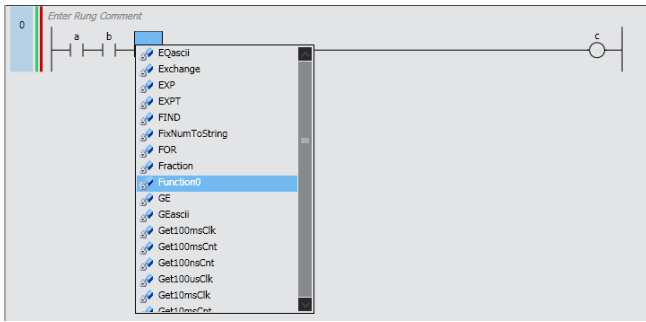 0
Enter Rung Comment
a b c
EQascii
Exchange
EXP
EXPT
FIND
FixNumToString
FOR
Fraction
Function0
GE
GEascii
Get100msClk
Get100msCnt
Get100nsCnt
Get100usClk
Get10msClk
Get10msCnt